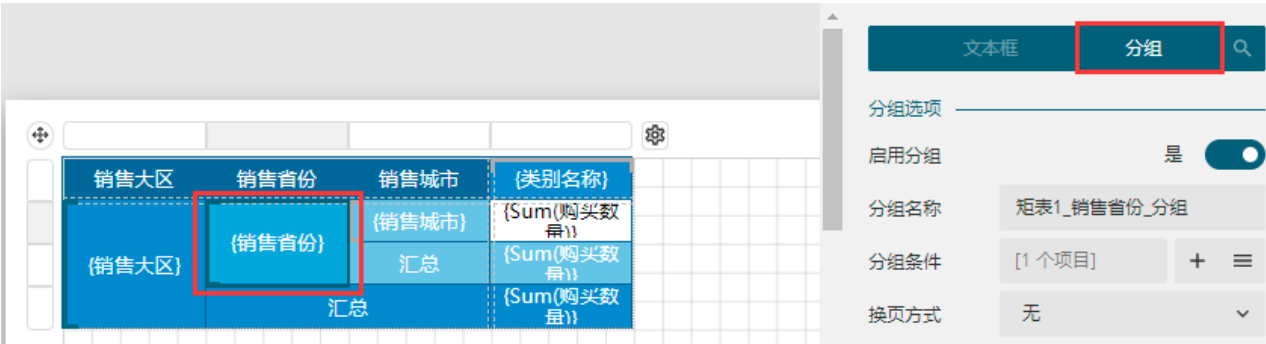 文本框 分组
分组选项
启用分组 是
分组名称 矩表1_销售省份_分组
分组条件 [1 个项目]
换页方式 无
销售大区 销售省份 销售城市 {类别名称}
{销售大区} {销售省份} {销售城市} {Sum(购买数
量)}
汇总 {Sum(购买数
量)}
汇总 {Sum(购买数
量)}